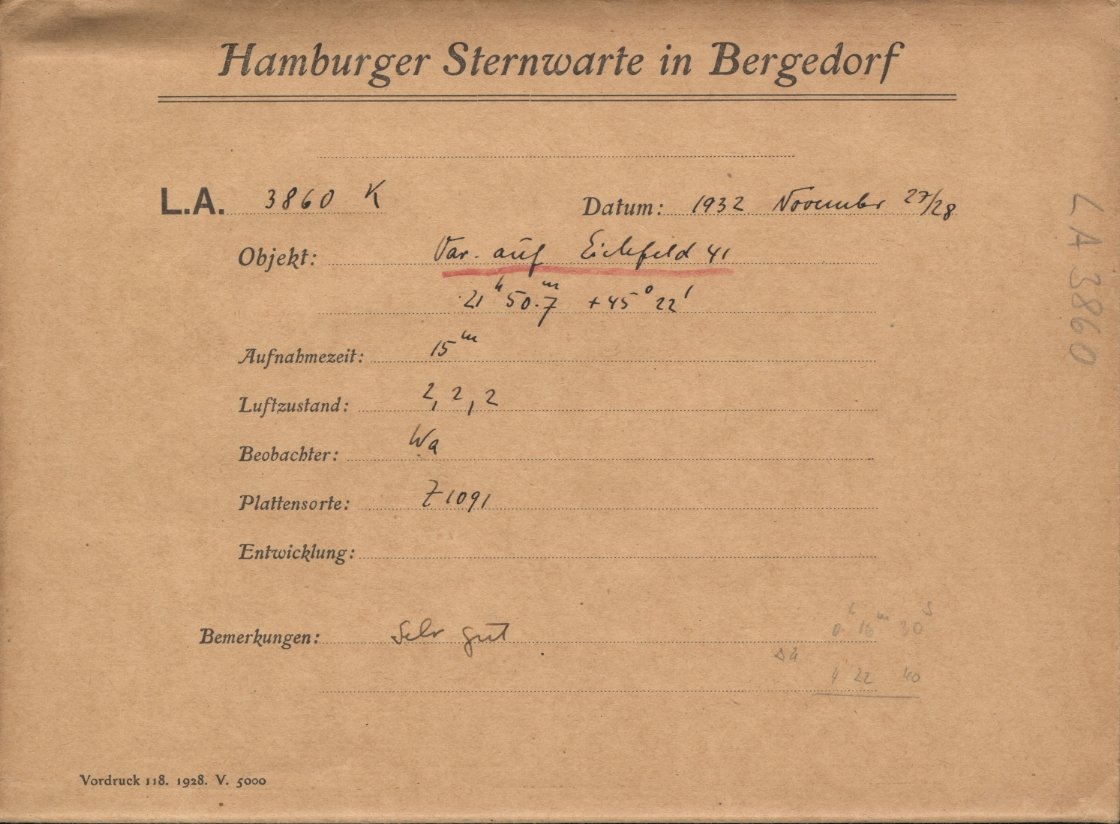 Hamburger Sternwarte in Bergedorf
L.A. 3860 K
Datum: 1932 November 27/28
Objekt: Var. auf Eichfeld 41
21ʰ 50.7ᵐ +45° 22'
Aufnahmezeit: 15ᵐ
Luftzustand: 2, 2, 2
Beobachter: Wa
Plattensorte: Z 1091
Entwicklung:
Bemerkungen: Sehr gut
0ʰ 16ᵐ 30ˢ
4 22 40
Vordruck 118. 1928. V. 5000
LA 3860